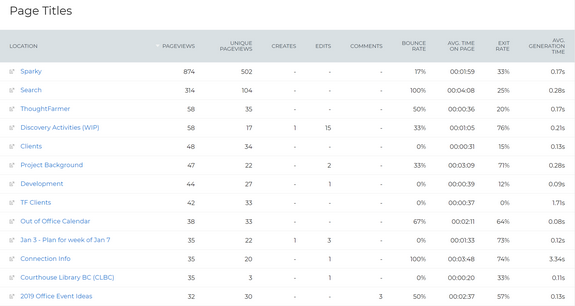 Page Titles
LOCATION PAGEVIEWS UNIQUE PAGEVIEWS CREATES EDITS COMMENTS BOUNCE RATE AVG. TIME ON PAGE EXIT RATE AVG. GENERATION TIME
Sparky 874 502 - - - 17% 00:01:59 33% 0.17s
Search 314 104 - - - 100% 00:04:08 25% 0.28s
ThoughtFarmer 58 35 - - - 50% 00:00:36 20% 0.17s
Discovery Activities (WIP) 58 17 1 15 - 33% 00:01:05 76% 0.21s
Clients 48 34 - - - 0% 00:00:31 15% 0.13s
Project Background 47 22 - 2 - 33% 00:03:09 71% 0.28s
Development 44 27 - 1 - 0% 00:00:39 12% 0.09s
TF Clients 42 33 - - - 0% 00:00:37 0% 1.71s
Out of Office Calendar 38 33 - - - 67% 00:02:11 64% 0.08s
Jan 3 - Plan for week of Jan 7 35 22 1 3 - 0% 00:01:33 73% 0.12s
Connection Info 35 20 - 1 - 100% 00:03:48 74% 3.34s
Courthouse Library BC (CLBC) 35 3 - 1 - 0% 00:00:20 33% 0.11s
2019 Office Event Ideas 32 30 - - 3 50% 00:02:37 57% 0.13s